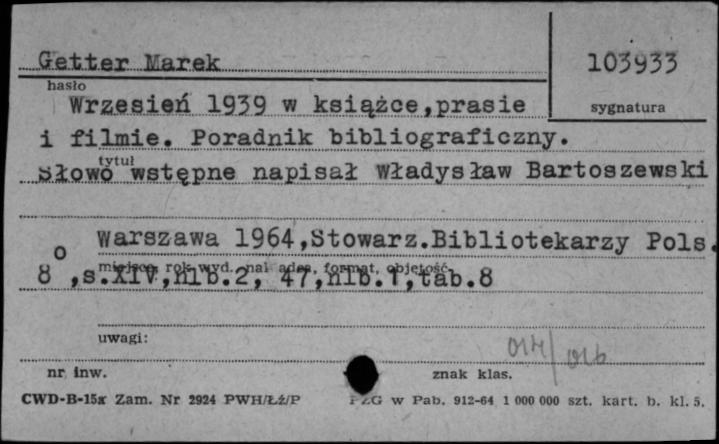 Getter Marek
103933
hasło
Wrzesień 1939 w książce,prasie
sygnatura
i filmie. Poradnik bibliograficzny.
tytuł
Słowo wstępne napisał Władysław Bartoszewski
Warszawa 1964,Stowarz.Bibliotekarzy Pols.
miejsce, rok wyd., format, objętość
8°,s.XIV,nlb.2, 47,nlb.1,tab.8
uwagi:
nr. inw.
znak klas.
CWD-B-15a Zam. Nr 2924 PWH/Łż/P
PZG w Pab. 912-64 1 000 000 szt. kart. b. kl. 5.